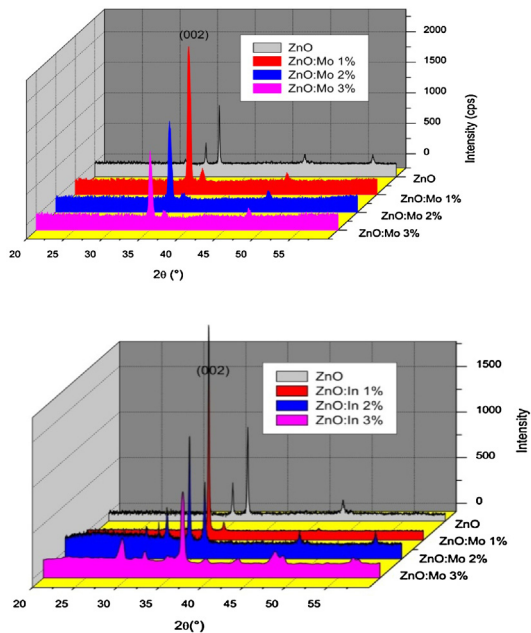 (002)
ZnO
ZnO:Mo 1%
ZnO:Mo 2%
ZnO:Mo 3%
2000
1500
1000
500
0
Intensity (cps)
ZnO
ZnO:Mo 1%
ZnO:Mo 2%
ZnO:Mo 3%
20 25 30 35 40 45 50 55
2θ (°)
(002)
ZnO
ZnO:In 1%
ZnO:In 2%
ZnO:In 3%
1500
1000
500
0
Intensity
ZnO
ZnO:Mo 1%
ZnO:Mo 2%
ZnO:Mo 3%
20 25 30 35 40 45 50 55
2θ(°)